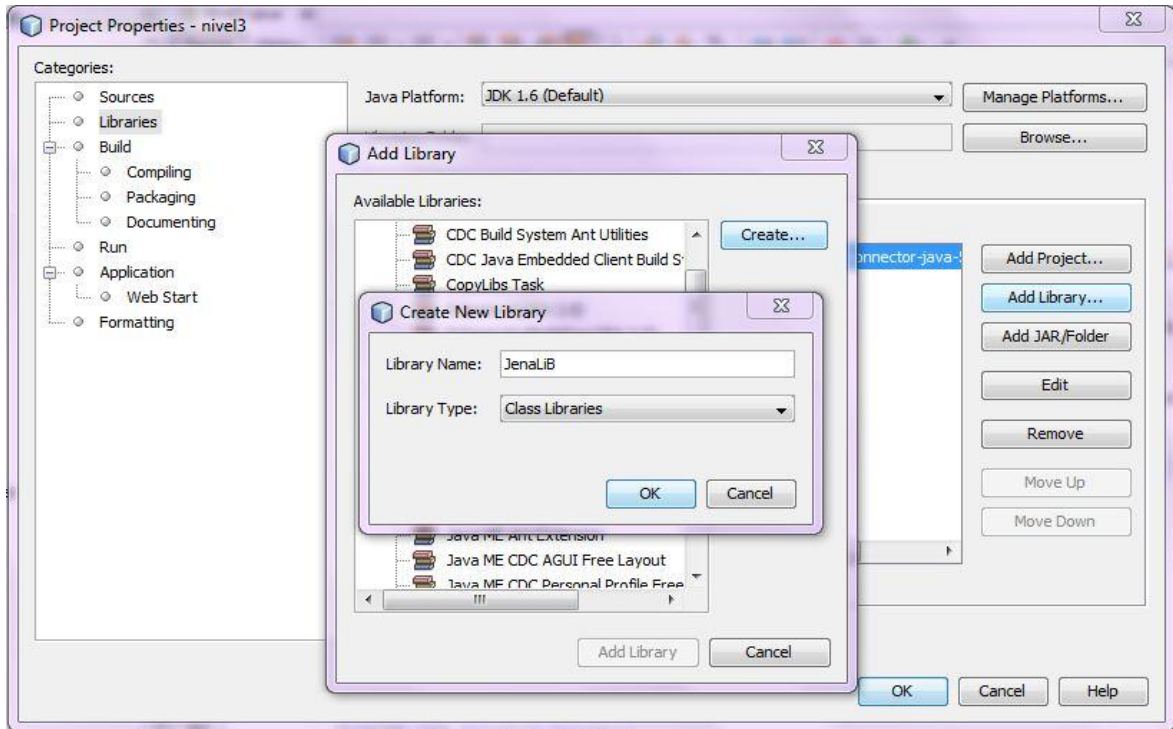 Project Properties - nivel3
Categories:
Sources
Libraries
Build
Compiling
Packaging
Documenting
Run
Application
Web Start
Formatting
Java Platform: JDK 1.6 (Default) Manage Platforms...
Browse...
Add Library
Available Libraries:
CDC Build System Ant Utilities
CDC Java Embedded Client Build S
CopyLibs Task
Create...
Create New Library
Library Name: JenaLiB
Library Type: Class Libraries
OK Cancel
Java ME Ant Extension
Java ME CDC AGUI Free Layout
Java ME CDC Personal Profile Free
Add Library Cancel
onnector-java-5
Add Project...
Add Library...
Add JAR/Folder
Edit
Remove
Move Up
Move Down
OK Cancel Help